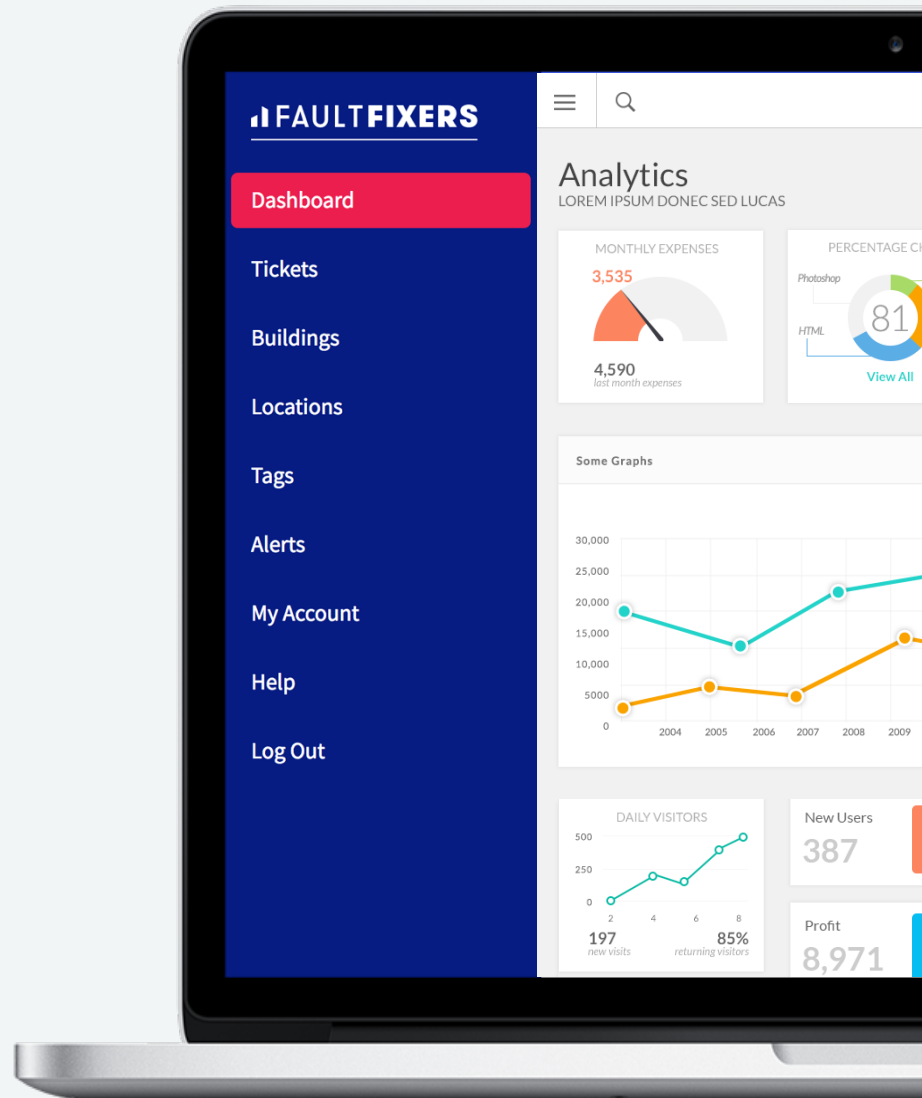 FAULTFIXERS
Dashboard
Tickets
Buildings
Locations
Tags
Alerts
My Account
Help
Log Out
Analytics
LOREM IPSUM DONEC SED LUCAS
MONTHLY EXPENSES
3,535
4,590
last month expenses
PERCENTAGE
Photoshop
HTML
81
View All
Some Graphs
30,000
25,000
20,000
15,000
10,000
5000
0
2004 2005 2006 2007 2008 2009
DAILY VISITORS
500
250
0
2 4 6 8
197 85%
new visits returning visitors
New Users
387
Profit
8,971